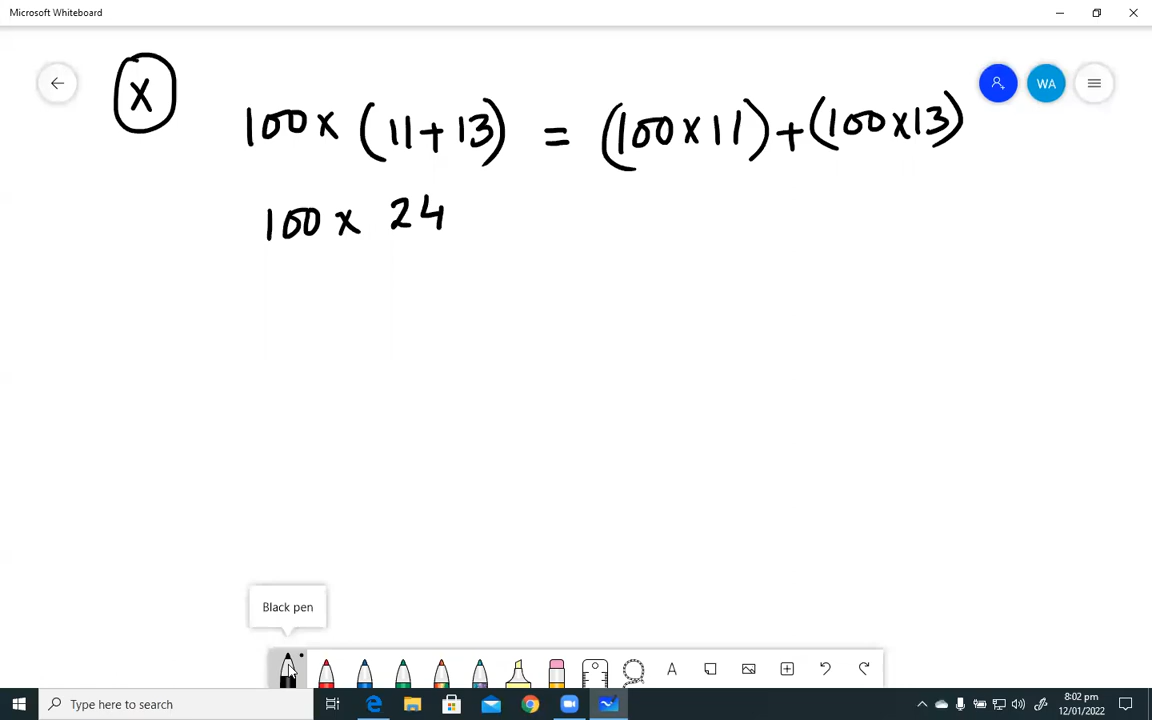 Microsoft Whiteboard
WA
X
100 x (11 + 13) = (100 x 11) + (100 x 13)
100 x 24
Black pen
A
Type here to search
8:02 pm
12/01/2022